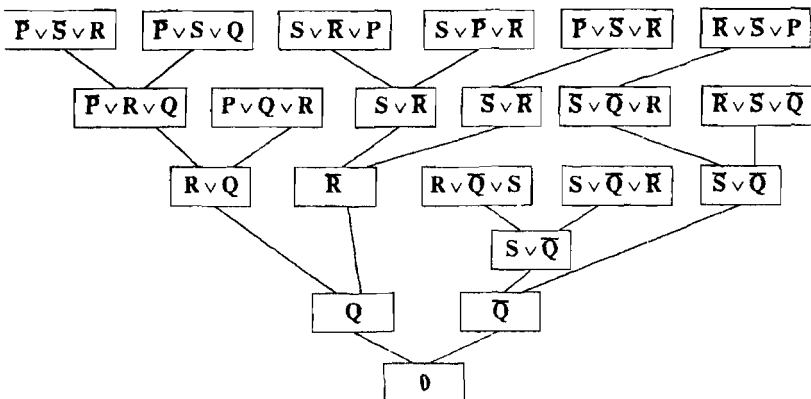 P̄ ∨ S̄ ∨ R
P̄ ∨ S ∨ Q
S ∨ R̄ ∨ P
S ∨ P̄ ∨ R̄
P̄ ∨ S̄ ∨ R̄
R̄ ∨ S̄ ∨ P
P̄ ∨ R ∨ Q
P ∨ Q ∨ R
S ∨ R̄
S̄ ∨ R̄
S̄ ∨ Q̄ ∨ R
R̄ ∨ S̄ ∨ Q̄
R ∨ Q
R̄
R ∨ Q̄ ∨ S
S ∨ Q̄ ∨ R̄
S̄ ∨ Q̄
S ∨ Q̄
Q
Q̄
0